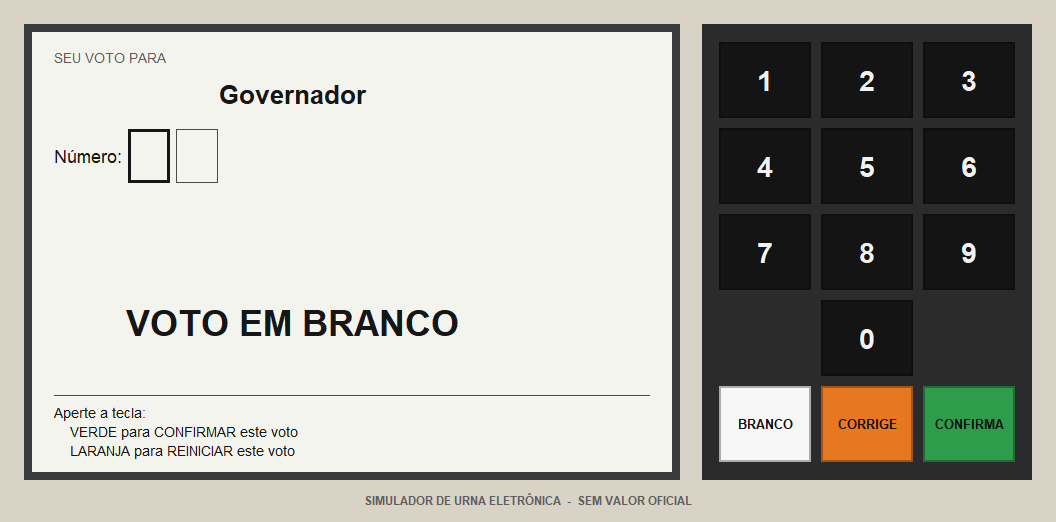 SEU VOTO PARA
Governador
Número:
VOTO EM BRANCO
Aperte a tecla:
VERDE para CONFIRMAR este voto
LARANJA para REINICIAR este voto
1 2 3
4 5 6
7 8 9
0
BRANCO CORRIGE CONFIRMA
SIMULADOR DE URNA ELETRÔNICA - SEM VALOR OFICIAL